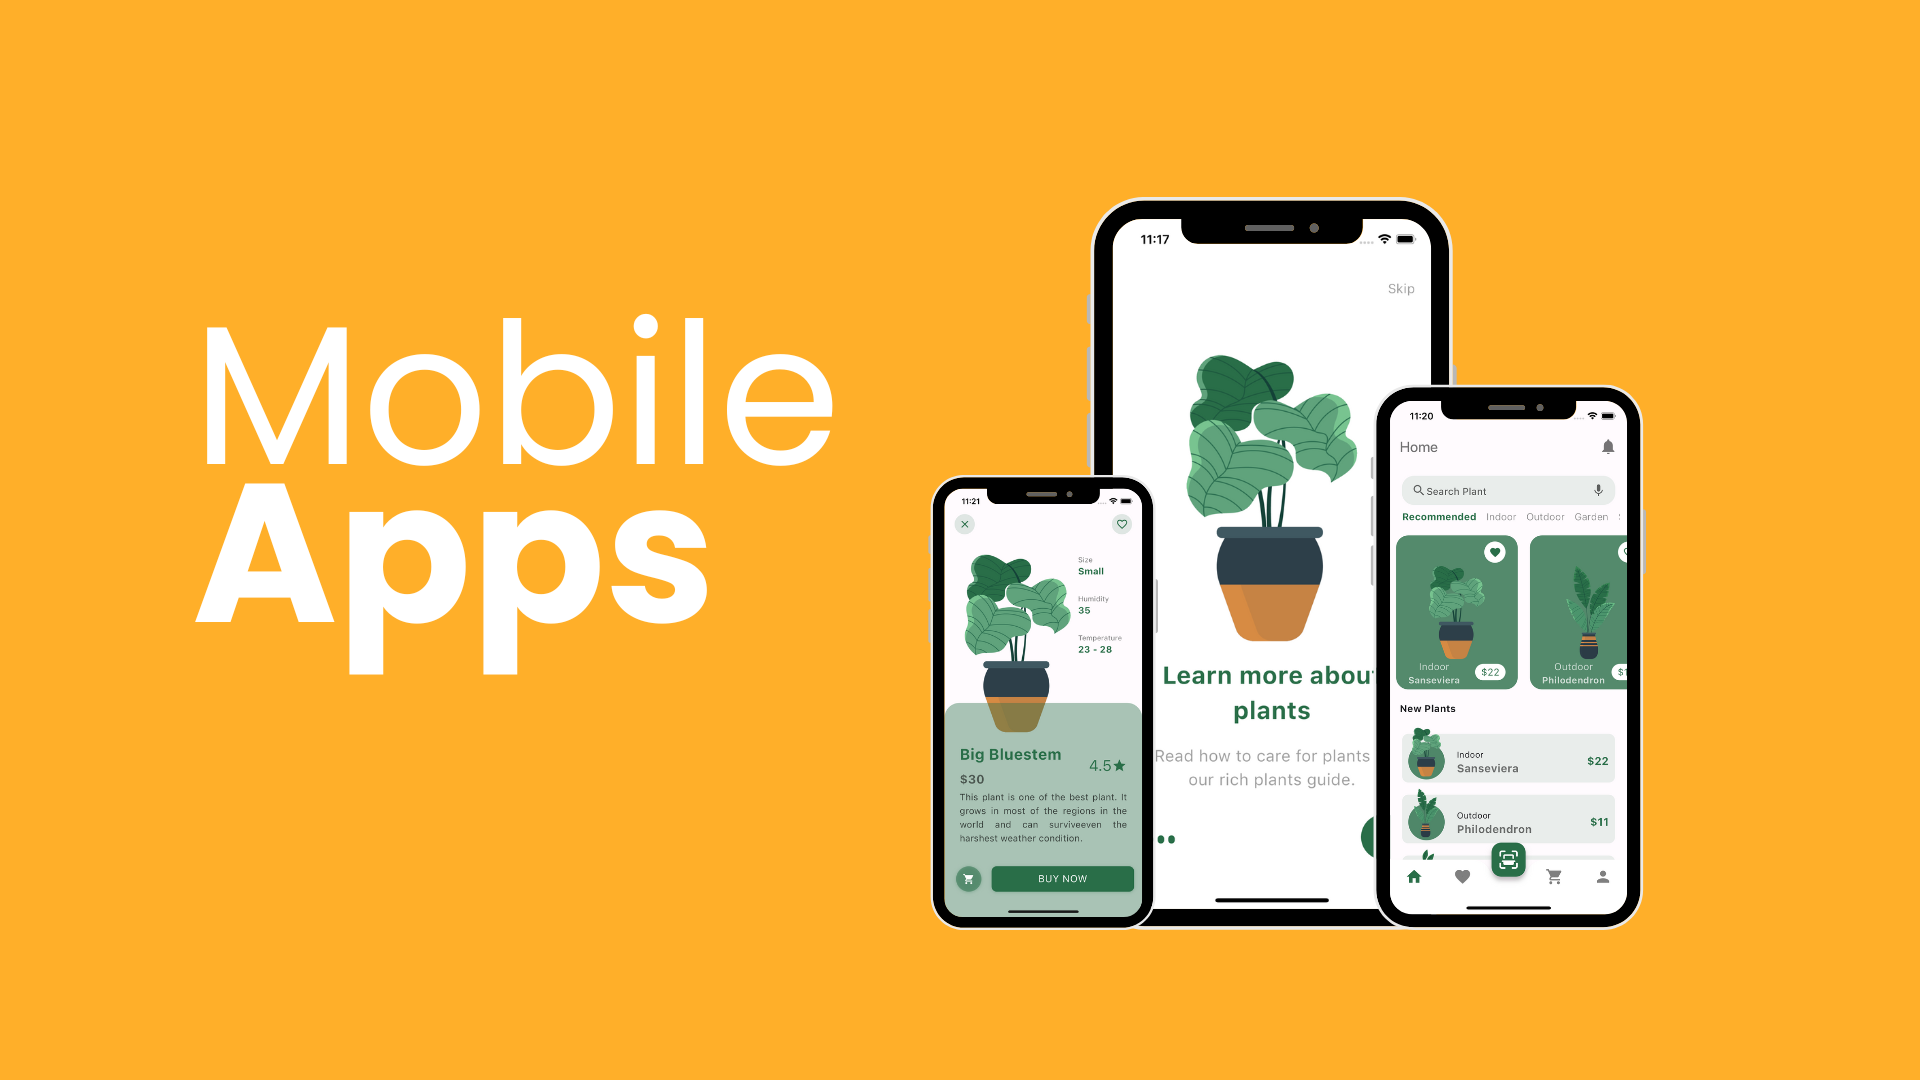 Mobile
Apps
11:17
Skip
Learn more about
plants
Read how to care for plants
our rich plants guide.
11:21
Size
Small
Humidity
35
Temperature
23 - 28
Big Bluestem
4.5
$30
This plant is one of the best plant. It
grows in most of the regions in the
world and can surviveeven the
harshest weather condition.
BUY NOW
11:20
Home
Search Plant
Recommended Indoor Outdoor Garden
Indoor
Sanseviera
$22
Outdoor
Philodendron
New Plants
Indoor
Sanseviera
$22
Outdoor
Philodendron
$11